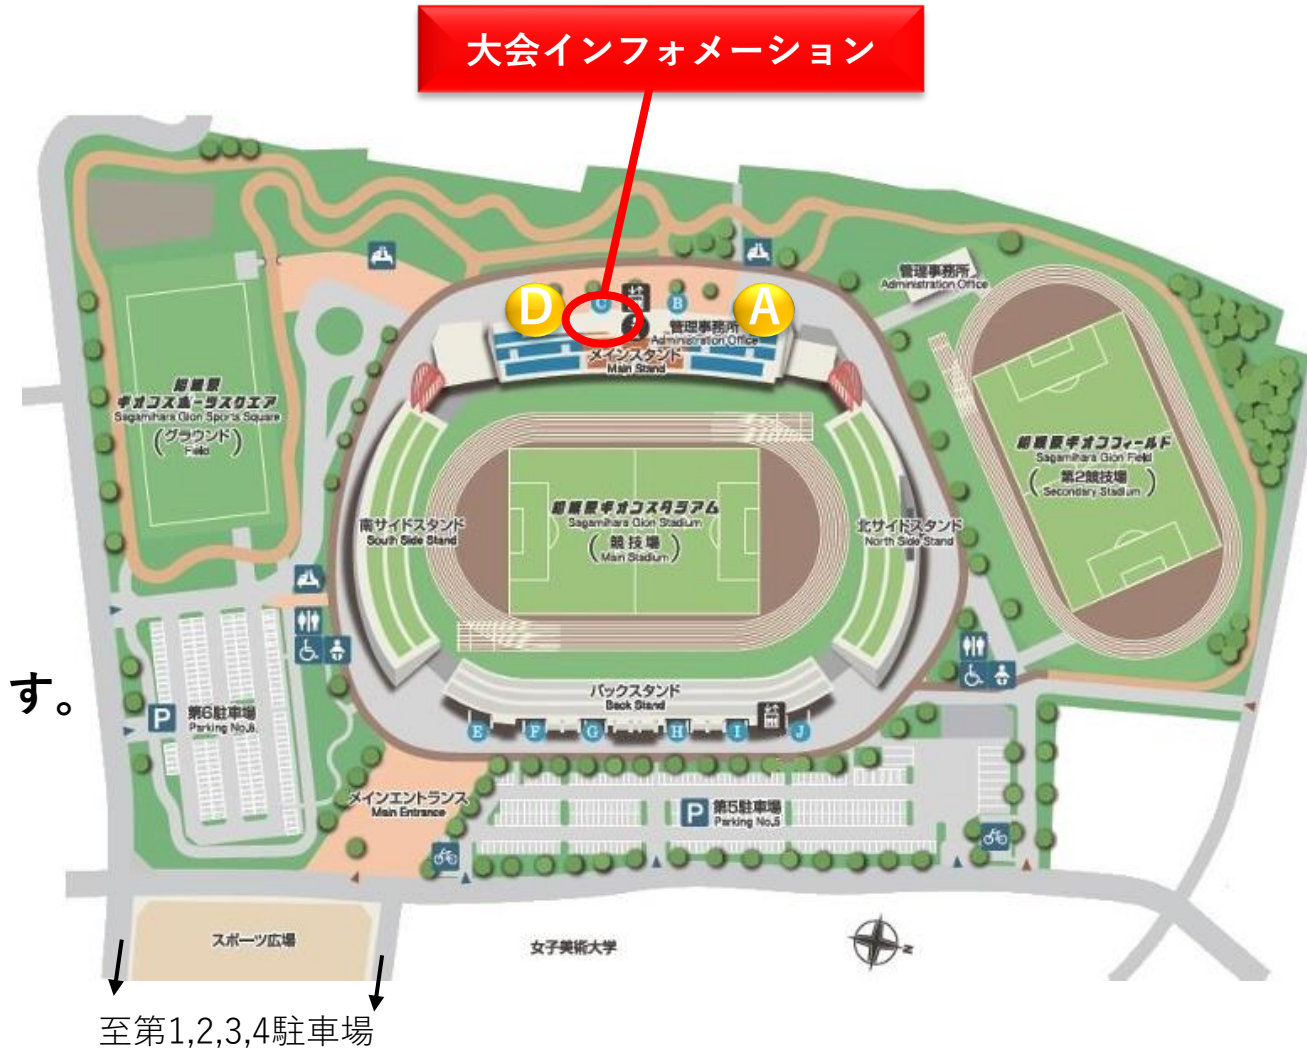 大会インフォメーション
管理事務所
Administration Office
D
C
B
A
管理事務所
Administration Office
メインスタンド
Main Stand
相模原
ギオンスポーツスクエア
Sagamihara Gion Sports Square
(グラウンド)
Field
相模原ギオンフィールド
Sagamihara Gion Field
(第2競技場)
Secondary Stadium
相模原ギオンスタジアム
Sagamihara Gion Stadium
(競技場)
Main Stadium
南サイドスタンド
South Side Stand
北サイドスタンド
North Side Stand
す。
バックスタンド
Back Stand
P
第6駐車場
Parking No.6
E
F
G
H
I
J
メインエントランス
Main Entrance
P
第5駐車場
Parking No.5
スポーツ広場
女子美術大学
N
至第1,2,3,4駐車場